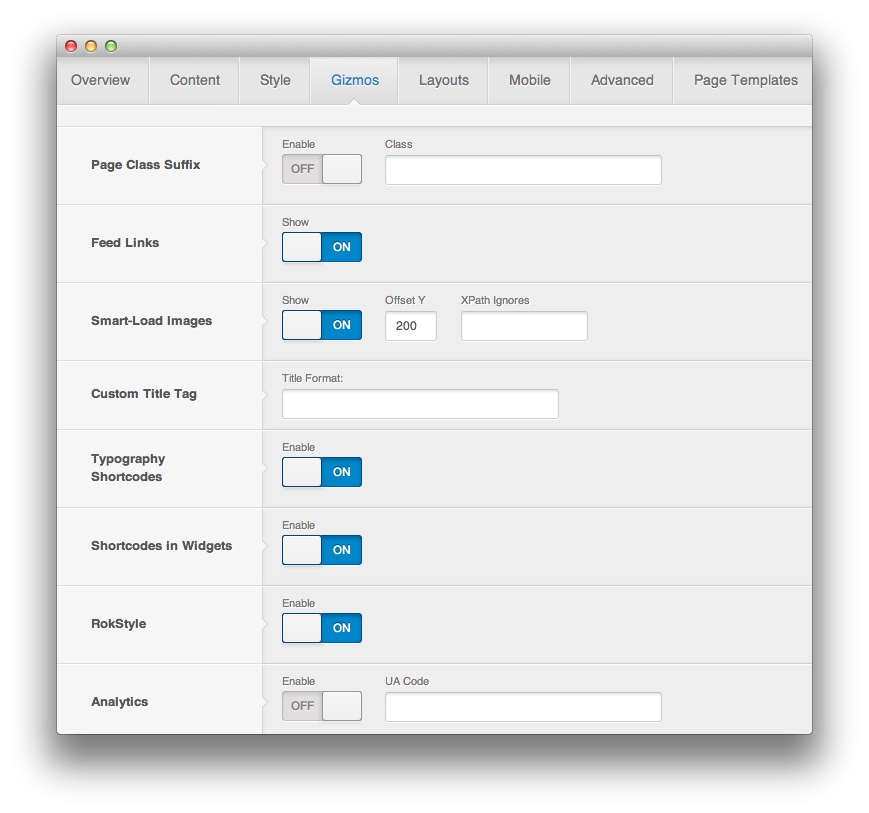 Overview Content Style Gizmos Layouts Mobile Advanced Page Templates
Page Class Suffix
Enable Class
OFF
Feed Links
Show
ON
Smart-Load Images
Show Offset Y XPath Ignores
ON 200
Custom Title Tag
Title Format:
Typography
Shortcodes
Enable
ON
Shortcodes in Widgets
Enable
ON
RokStyle
Enable
ON
Analytics
Enable UA Code
OFF